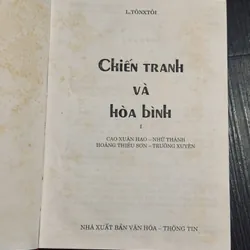 L.TÔNXTÔI
CHIẾN TRANH
VÀ
HÒA BÌNH
1
CAO XUÂN HẠO – NHỮ THÀNH
HOÀNG THIẾU SƠN – TRƯỜNG XUYÊN
NHÀ XUẤT BẢN VĂN HÓA – THÔNG TIN